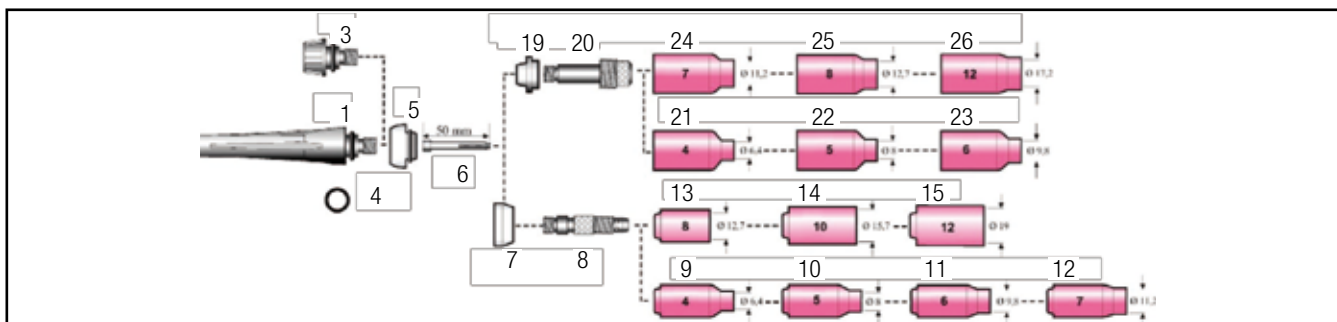 3
19 20 24 25 26
7 Ø 11,2 8 Ø 12,7 12 Ø 17,2
1 5 50 mm 21 22 23
4 Ø 6,4 5 Ø 8 6 Ø 9,8
6
4 13 14 15
8 Ø 12,7 10 Ø 15,7 12 Ø 19
7 8 9 10 11 12
4 Ø 6,4 5 Ø 8 6 Ø 9,8 7 Ø 11,2